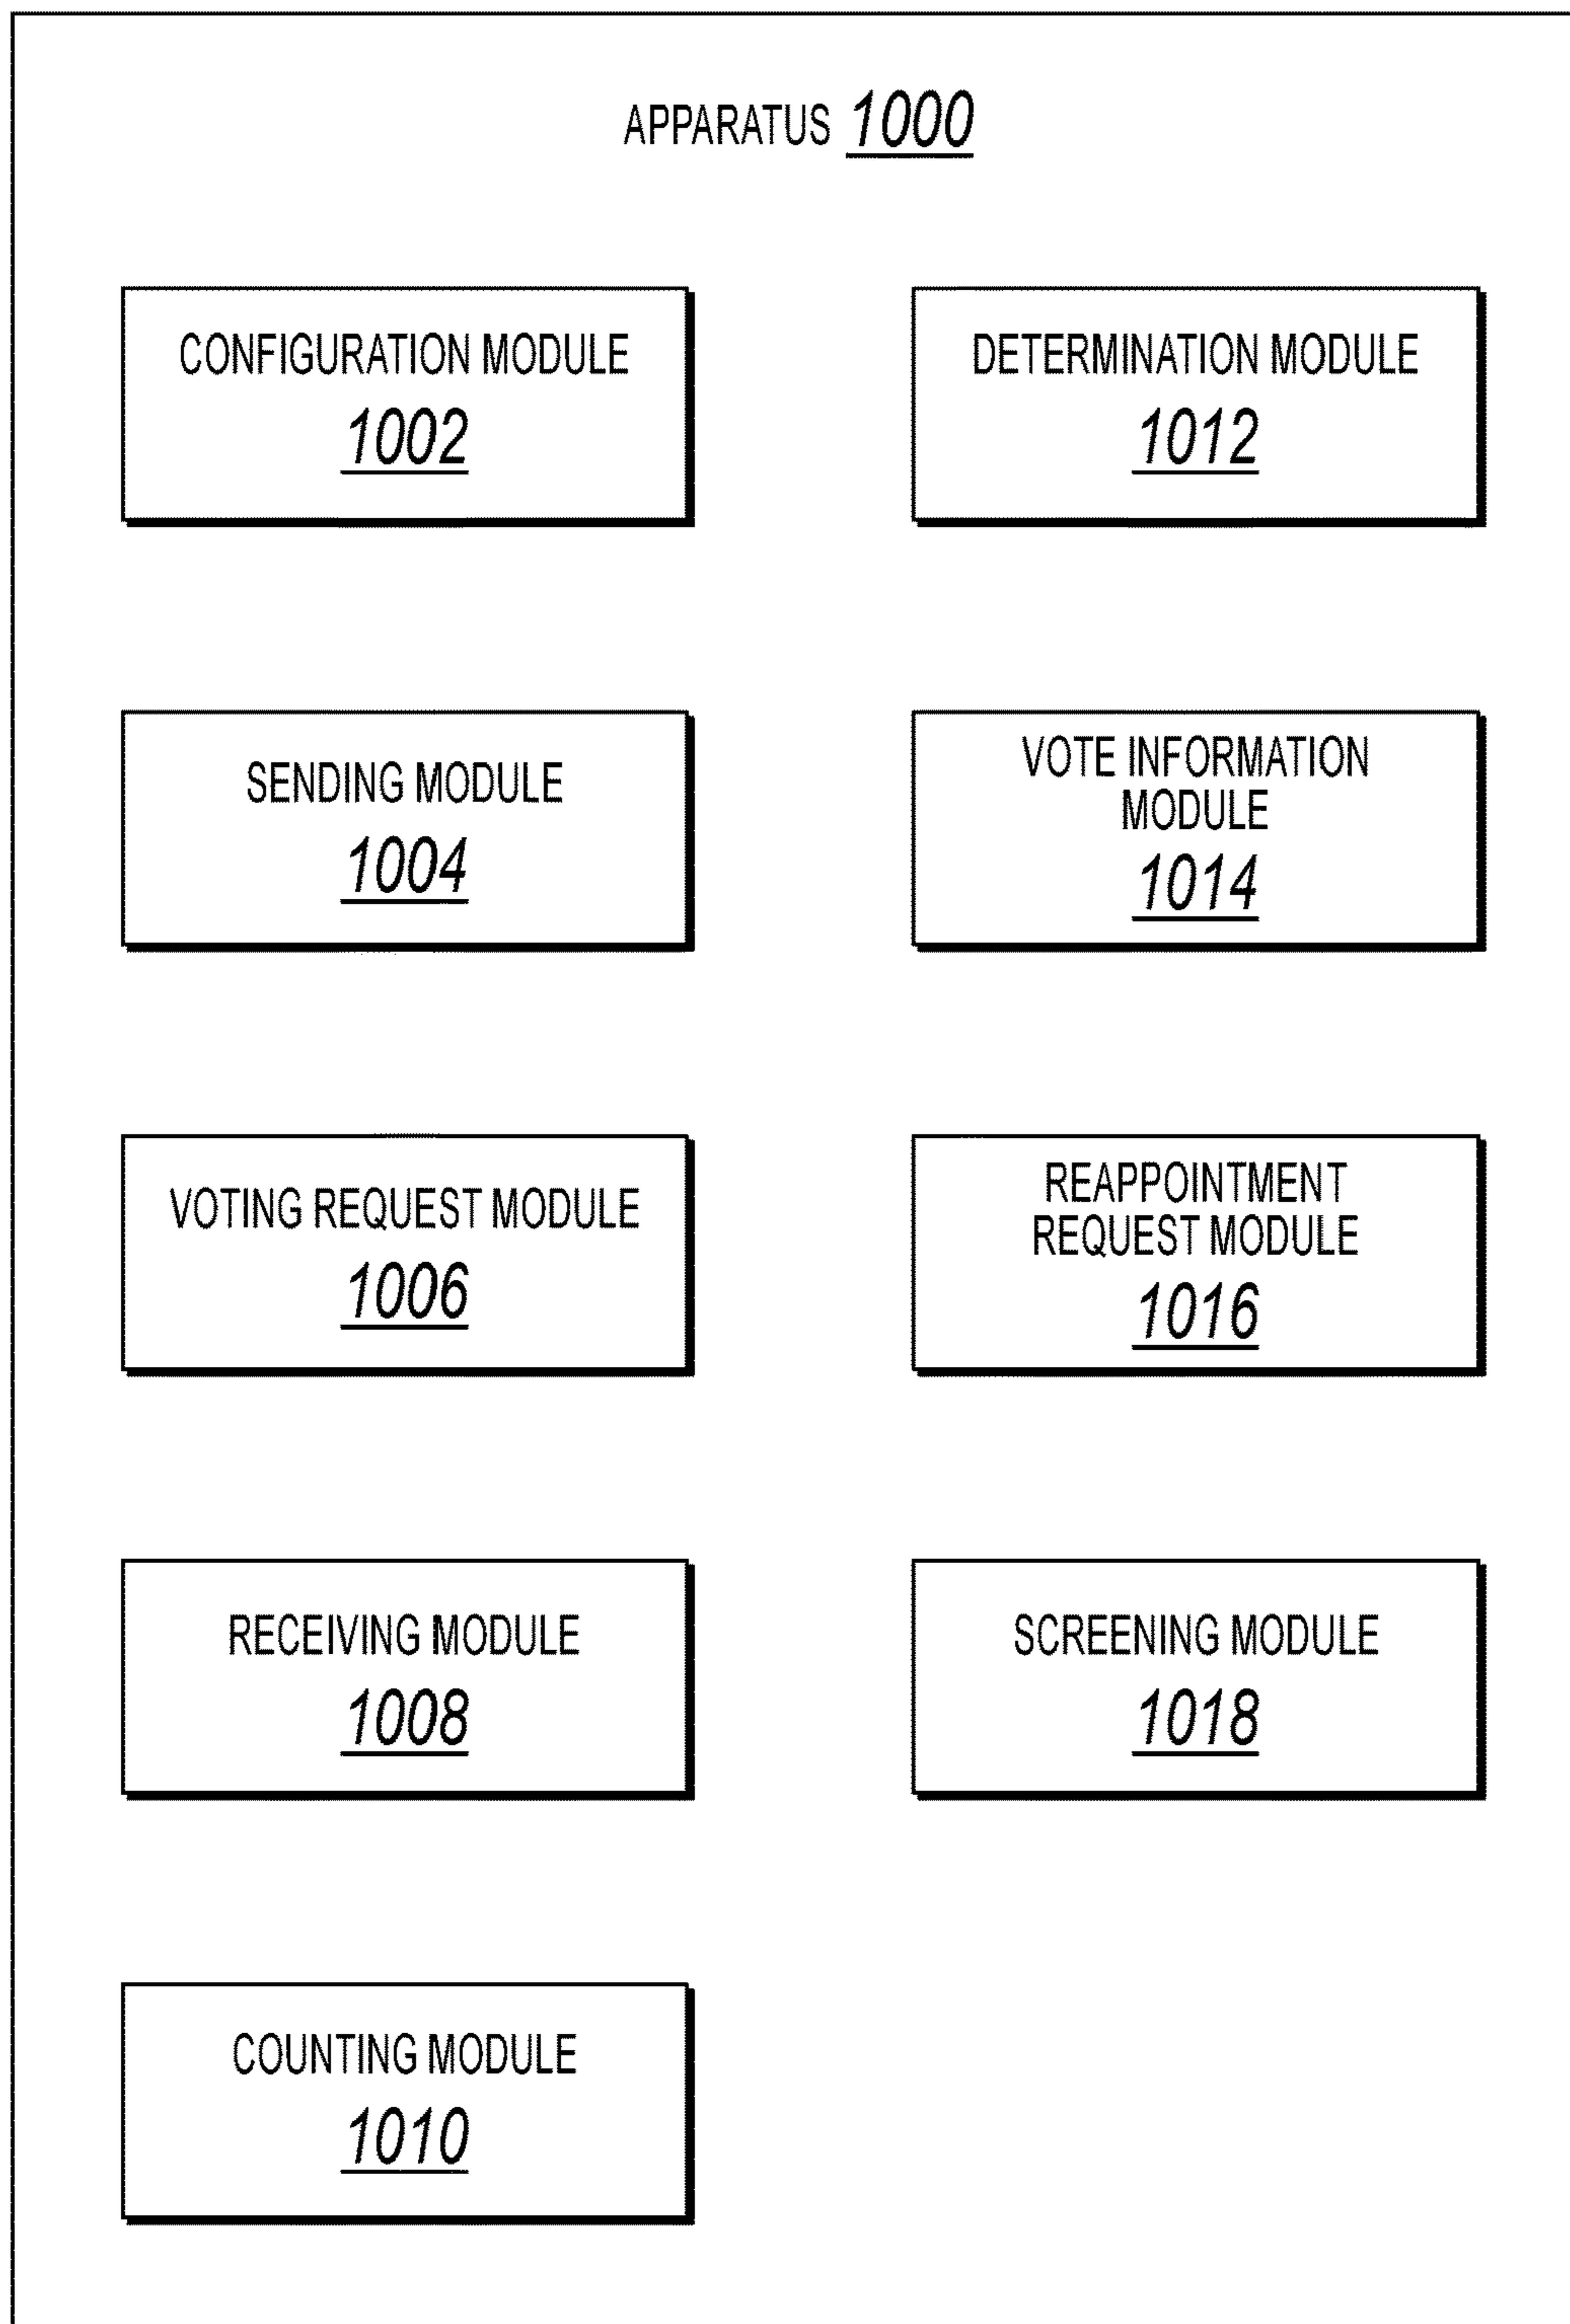 APPARATUS 1000
CONFIGURATION MODULE
1002
DETERMINATION MODULE
1012
SENDING MODULE
1004
VOTE INFORMATION
MODULE
1014
VOTING REQUEST MODULE
1006
REAPPOINTMENT
REQUEST MODULE
1016
RECEIVING MODULE
1008
SCREENING MODULE
1018
COUNTING MODULE
1010